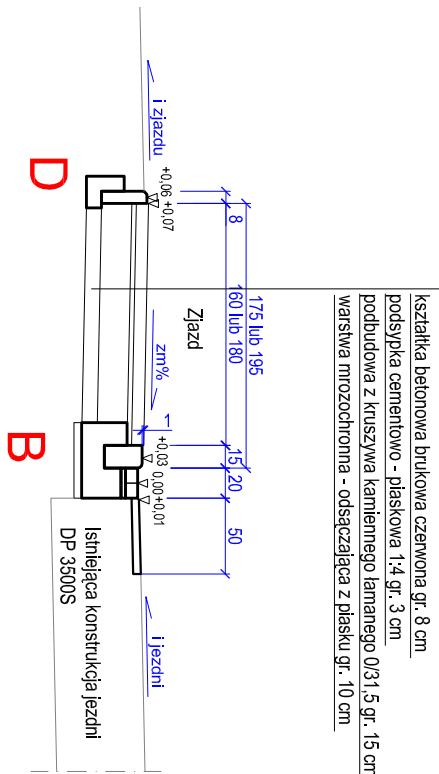 kształtka betonowa brukowa czerwona gr. 8 cm
podsypka cementowo - piaskowa 1:4 gr. 3 cm
podbudowa z kruszywa kamiennego łamanego 0/31,5 gr. 15 cm
warstwa mrozochronna - odsączająca z piasku gr. 10 cm
175 lub 195
8
160 lub 180
15
20
50
Zjazd
i zjazdu
zm%
1
i jezdni
+0,06
+0,07
+0,03
0,00
+0,01
Istniejąca konstrukcja jezdni
DP 3500S
D
B